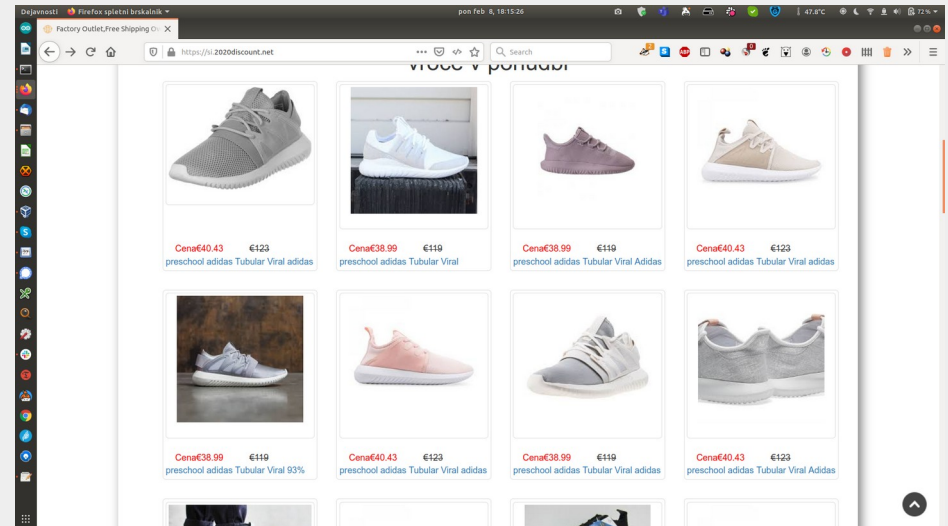 Dejavnosti Firefox spletni brskalnik pon feb 8, 18:15:26 47.8°C 72 %
Factory Outlet,Free Shipping On
https://si.2020discount.net Search
Vroče v ponudbi
Cena€40.43 €123
preschool adidas Tubular Viral adidas
Cena€38.99 €119
preschool adidas Tubular Viral
Cena€38.99 €119
preschool adidas Tubular Viral Adidas
Cena€40.43 €123
preschool adidas Tubular Viral adidas
Cena€38.99 €119
preschool adidas Tubular Viral 93%
Cena€40.43 €123
preschool adidas Tubular Viral adidas
Cena€38.99 €119
preschool adidas Tubular Viral adidas
Cena€40.43 €123
preschool adidas Tubular Viral Adidas